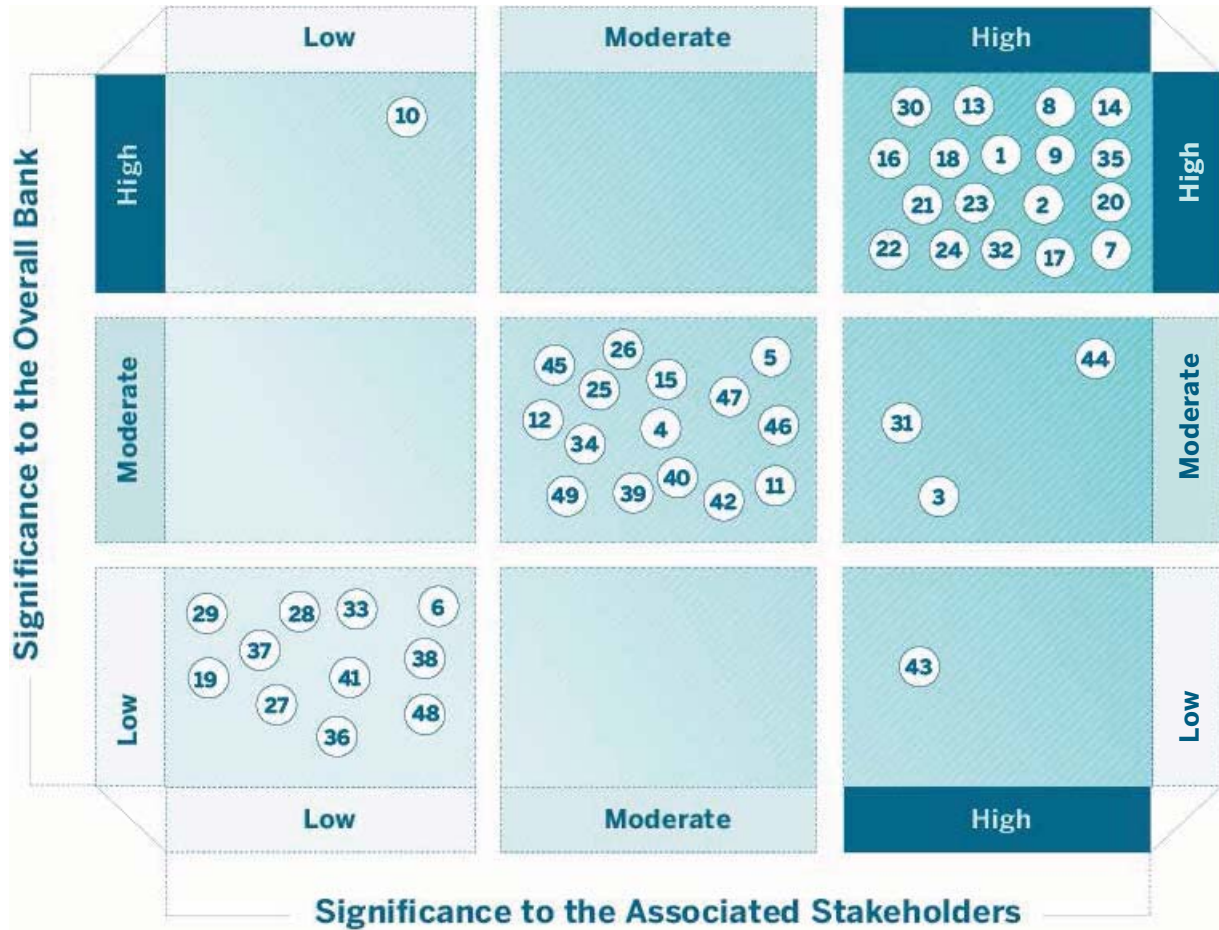 Low Moderate High
Significance to the Overall Bank
High
10
30 13 8 14
16 18 1 9 35
21 23 2 20
22 24 32 17 7
High
Moderate
45 26 5
25 15 47
12 34 4 46
49 39 40 42 11
44
31
3
Moderate
Low
29 28 33 6
37 38
19 41
27 48
36
43
Low
Low Moderate High
Significance to the Associated Stakeholders